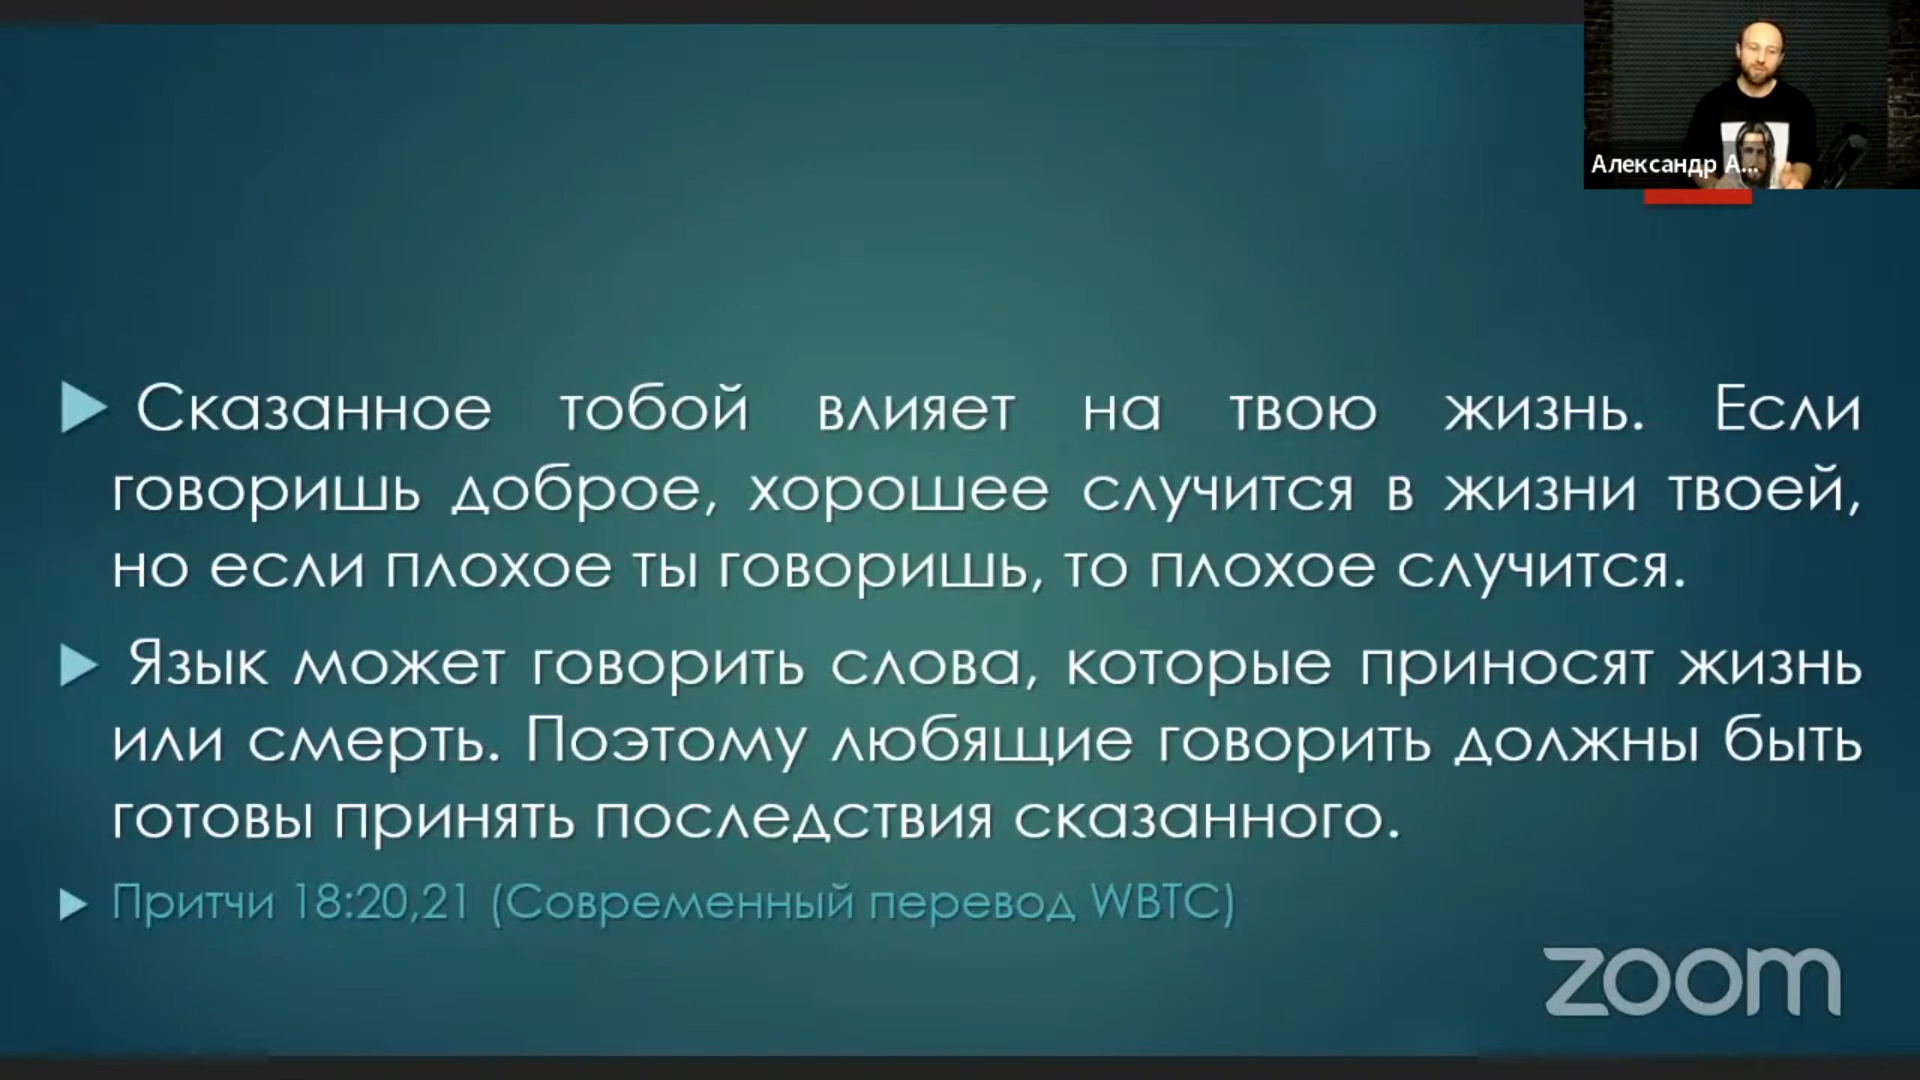 Александр А...
Сказанное тобой влияет на твою жизнь. Если
говоришь доброе, хорошее случится в жизни твоей,
но если плохое ты говоришь, то плохое случится.
Язык может говорить слова, которые приносят жизнь
или смерть. Поэтому любящие говорить должны быть
готовы принять последствия сказанного.
Притчи 18:20,21 (Современный перевод WBTC)
zoom